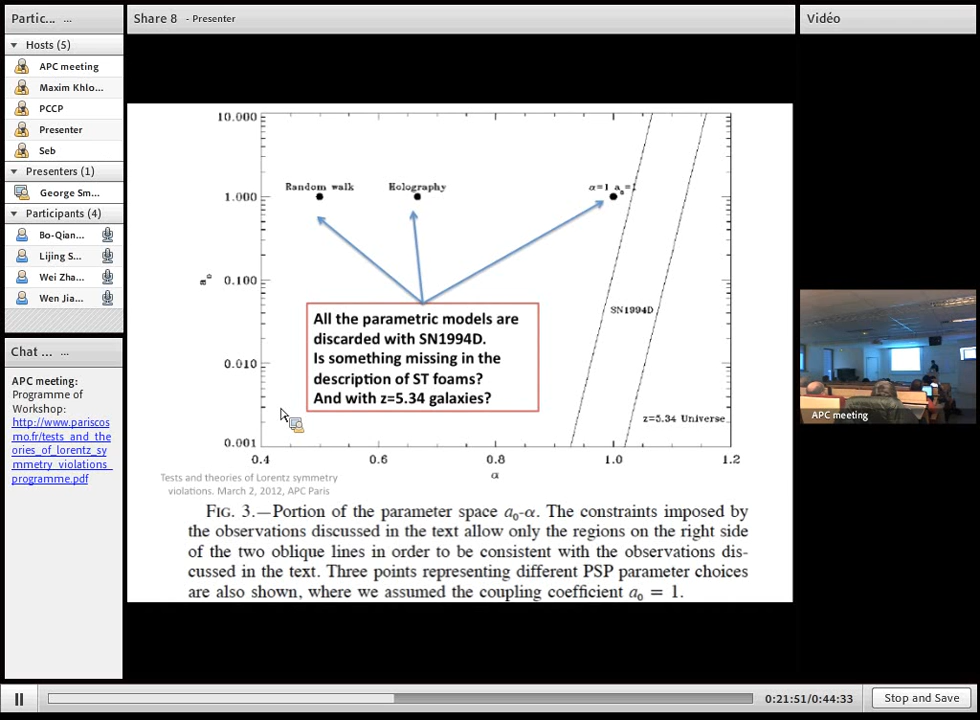 Partic... ...
Hosts (5)
APC meeting
Maxim Khlo...
PCCP
Presenter
Seb
Presenters (1)
George Sm...
Participants (4)
Bo-Qian...
Lijing S...
Wei Zha...
Wen Jia...
Chat ... ...
APC meeting:
Programme of
Workshop:
http://www.pariscos
mo.fr/tests_and_the
ories_of_lorentz_sy
mmetry_violations_
programme.pdf
Share 8 - Presenter
10.000
1.000
0.100
0.010
0.001
a₀
Random walk
Holography
α=1 a₀=1
SN1994D
z=5.34 Universe
All the parametric models are
discarded with SN1994D.
Is something missing in the
description of ST foams?
And with z=5.34 galaxies?
0.4 0.6 0.8 1.0 1.2
α
Tests and theories of Lorentz symmetry
violations. March 2, 2012, APC Paris
FIG. 3.—Portion of the parameter space a₀-α. The constraints imposed by
the observations discussed in the text allow only the regions on the right side
of the two oblique lines in order to be consistent with the observations dis-
cussed in the text. Three points representing different PSP parameter choices
are also shown, where we assumed the coupling coefficient a₀ = 1.
Vidéo
APC meeting
0:21:51/0:44:33
Stop and Save